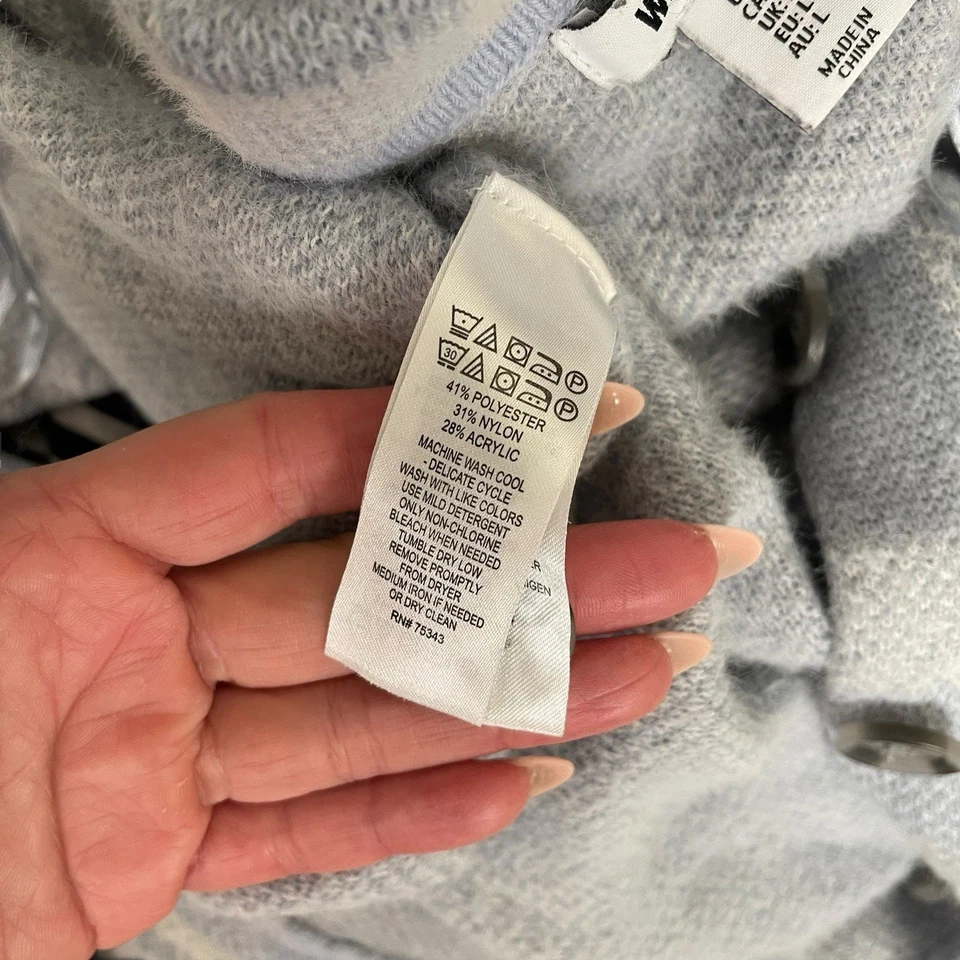 W
UK:
EU: L
AU: L
MADE IN
CHINA
30
P
P
41% POLYESTER
31% NYLON
28% ACRYLIC
MACHINE WASH COOL
- DELICATE CYCLE
WASH WITH LIKE COLORS
USE MILD DETERGENT
ONLY NON-CHLORINE
BLEACH WHEN NEEDED
TUMBLE DRY LOW
REMOVE PROMPTLY
FROM DRYER
MEDIUM IRON IF NEEDED
OR DRY CLEAN
RN# 75343